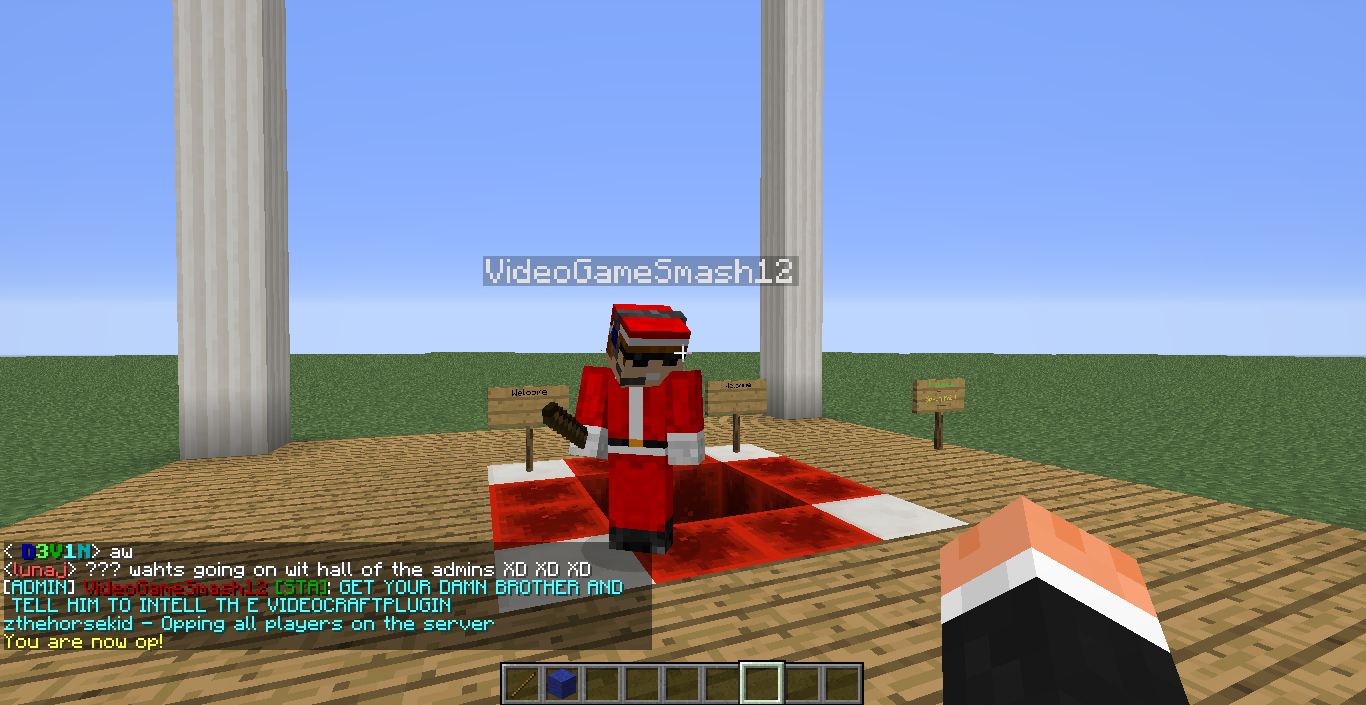 VideoGameSmash12
Welcome
Welcome
< D3V1N> aw
<lunaj> ??? wahts going on wit hall of the admins XD XD XD
[ADMIN] VideoGameSmash12 [STA]: GET YOUR DAMN BROTHER AND
TELL HIM TO INTELL TH E VIDEOCRAFTPLUGIN
zthehorsekid - Opping all players on the server
You are now op!